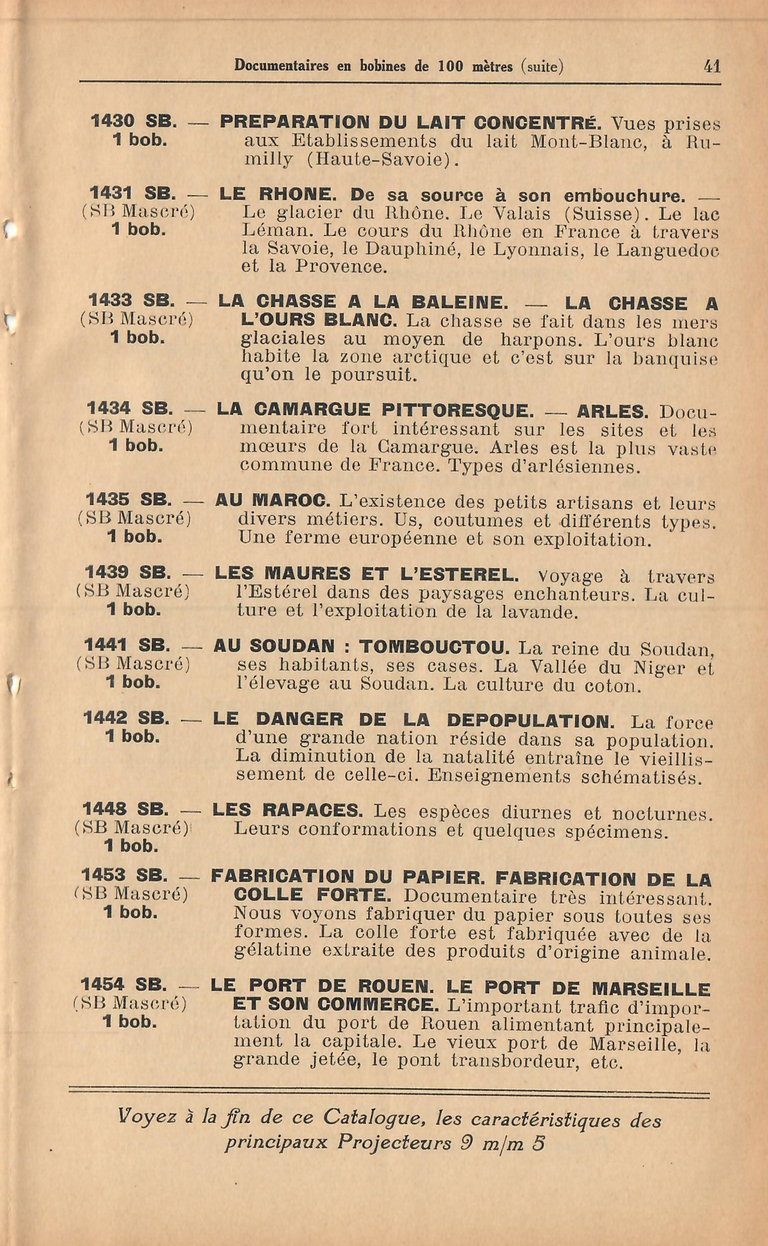 Documentaires en bobines de 100 mètres (suite) 41
1430 SB. — PREPARATION DU LAIT CONCENTRÉ. Vues prises
1 bob. aux Etablissements du lait Mont-Blanc, à Ru-
milly (Haute-Savoie).
1431 SB. — LE RHONE. De sa source à son embouchure. —
(SB Mascré) Le glacier du Rhône. Le Valais (Suisse). Le lac
1 bob. Léman. Le cours du Rhône en France à travers
la Savoie, le Dauphiné, le Lyonnais, le Languedoc
et la Provence.
1433 SB. — LA CHASSE A LA BALEINE. — LA CHASSE A
(SB Mascré) L'OURS BLANC. La chasse se fait dans les mers
1 bob. glaciales au moyen de harpons. L'ours blanc
habite la zone arctique et c'est sur la banquise
qu'on le poursuit.
1434 SB. — LA CAMARGUE PITTORESQUE. — ARLES. Docu-
(SB Mascré) mentaire fort intéressant sur les sites et les
1 bob. mœurs de la Camargue. Arles est la plus vaste
commune de France. Types d'arlésiennes.
1435 SB. — AU MAROC. L'existence des petits artisans et leurs
(SB Mascré) divers métiers. Us, coutumes et différents types.
1 bob. Une ferme européenne et son exploitation.
1439 SB. — LES MAURES ET L'ESTEREL. Voyage à travers
(SB Mascré) l'Estérel dans des paysages enchanteurs. La cul-
1 bob. ture et l'exploitation de la lavande.
1441 SB. — AU SOUDAN : TOMBOUCTOU. La reine du Soudan,
(SB Mascré) ses habitants, ses cases. La Vallée du Niger et
1 bob. l'élevage au Soudan. La culture du coton.
1442 SB. — LE DANGER DE LA DEPOPULATION. La force
1 bob. d'une grande nation réside dans sa population.
La diminution de la natalité entraîne le vieillis-
sement de celle-ci. Enseignements schématisés.
1448 SB. — LES RAPACES. Les espèces diurnes et nocturnes.
(SB Mascré) Leurs conformations et quelques spécimens.
1 bob.
1453 SB. — FABRICATION DU PAPIER. FABRICATION DE LA
(SB Mascré) COLLE FORTE. Documentaire très intéressant.
1 bob. Nous voyons fabriquer du papier sous toutes ses
formes. La colle forte est fabriquée avec de la
gélatine extraite des produits d'origine animale.
1454 SB. — LE PORT DE ROUEN. LE PORT DE MARSEILLE
(SB Mascré) ET SON COMMERCE. L'important trafic d'impor-
1 bob. tation du port de Rouen alimentant principale-
ment la capitale. Le vieux port de Marseille, la
grande jetée, le pont transbordeur, etc.
Voyez à la fin de ce Catalogue, les caractéristiques des
principaux Projecteurs 9 m/m 5